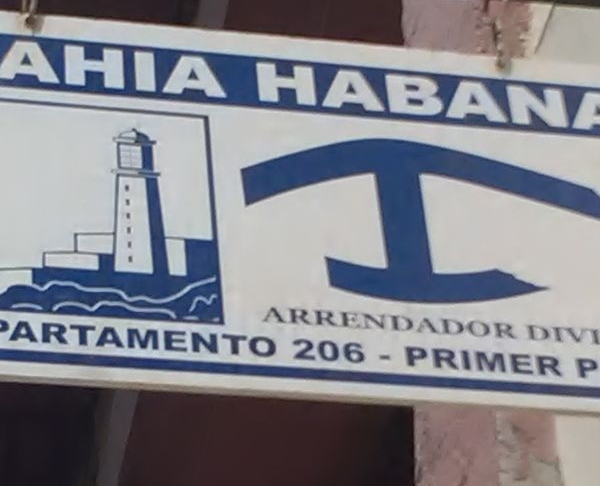 AHIA HABANA
ARRENDADOR DIVI
PARTAMENTO 206 - PRIMER P